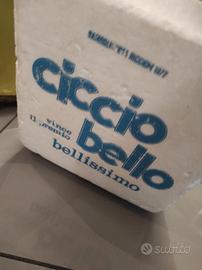 ciccio
bello
vince
il premio
bellissimo
subito